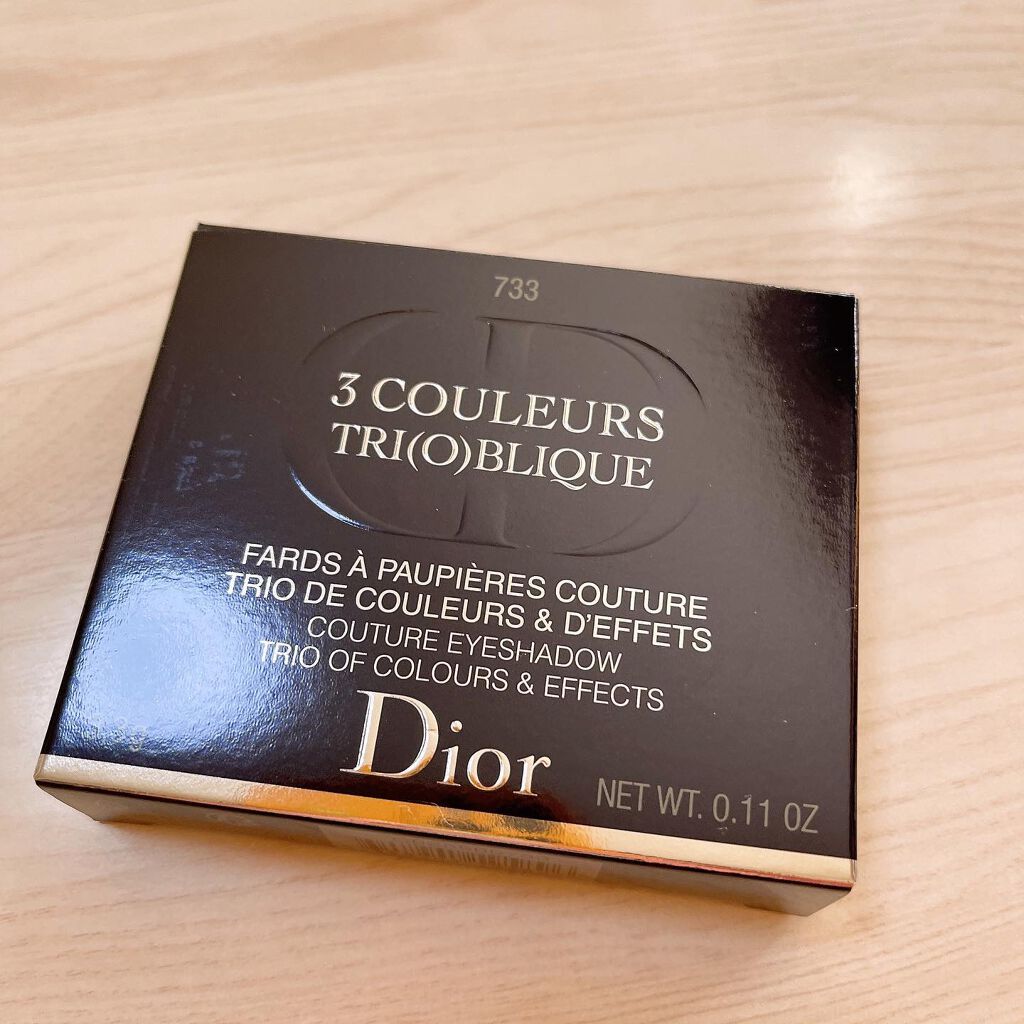 733
3 COULEURS
TRI(O)BLIQUE
FARDS À PAUPIÈRES COUTURE
TRIO DE COULEURS & D'EFFETS
COUTURE EYESHADOW
TRIO OF COLOURS & EFFECTS
Dior
NET WT. 0.11 OZ